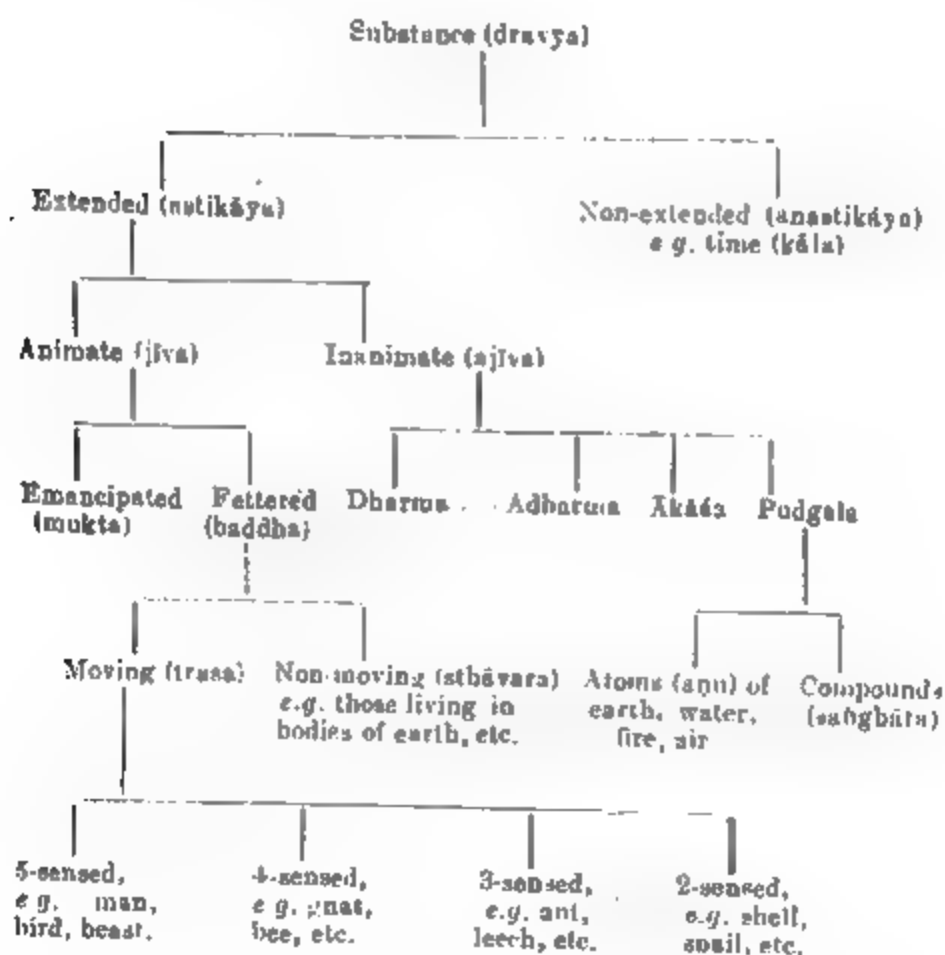 Substance (dravya)
Extended (astikāya)
Non-extended (anastikāya)
e g. time (kāla)
Animate (jīva)
Inanimate (ajīva)
Emancipated
(mukta)
Fettered
(baddha)
Dharma
Adharma
Ākāśa
Pudgala
Moving (trasa)
Non-moving (sthāvara)
e.g. those living in
bodies of earth, etc.
Atoms (aṇu) of
earth, water,
fire, air
Compounds
(saṅghāta)
5-sensed,
e g. man,
bird, beast.
4-sensed,
e g. gnat,
bee, etc.
3-sensed,
e.g. ant,
leech, etc.
2-sensed,
e.g. shell,
snail, etc.